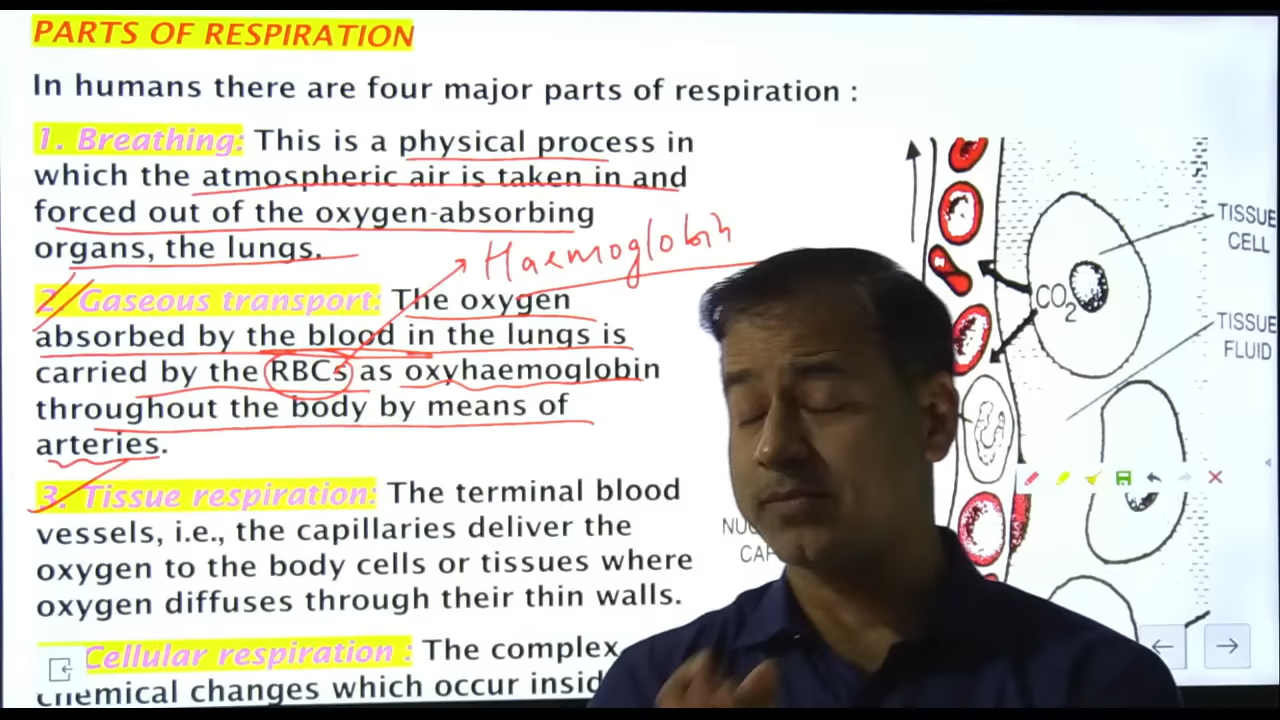 PARTS OF RESPIRATION
In humans there are four major parts of respiration :
1. Breathing: This is a physical process in
which the atmospheric air is taken in and
forced out of the oxygen-absorbing
organs, the lungs.
Haemoglobin
2. Gaseous transport: The oxygen
absorbed by the blood in the lungs is
carried by the RBCs as oxyhaemoglobin
throughout the body by means of
arteries.
3. Tissue respiration: The terminal blood
vessels, i.e., the capillaries deliver the
oxygen to the body cells or tissues where
oxygen diffuses through their thin walls.
Cellular respiration : The complex
chemical changes which occur
TISSUE
CELL
CO2
TISSUE
FLUID